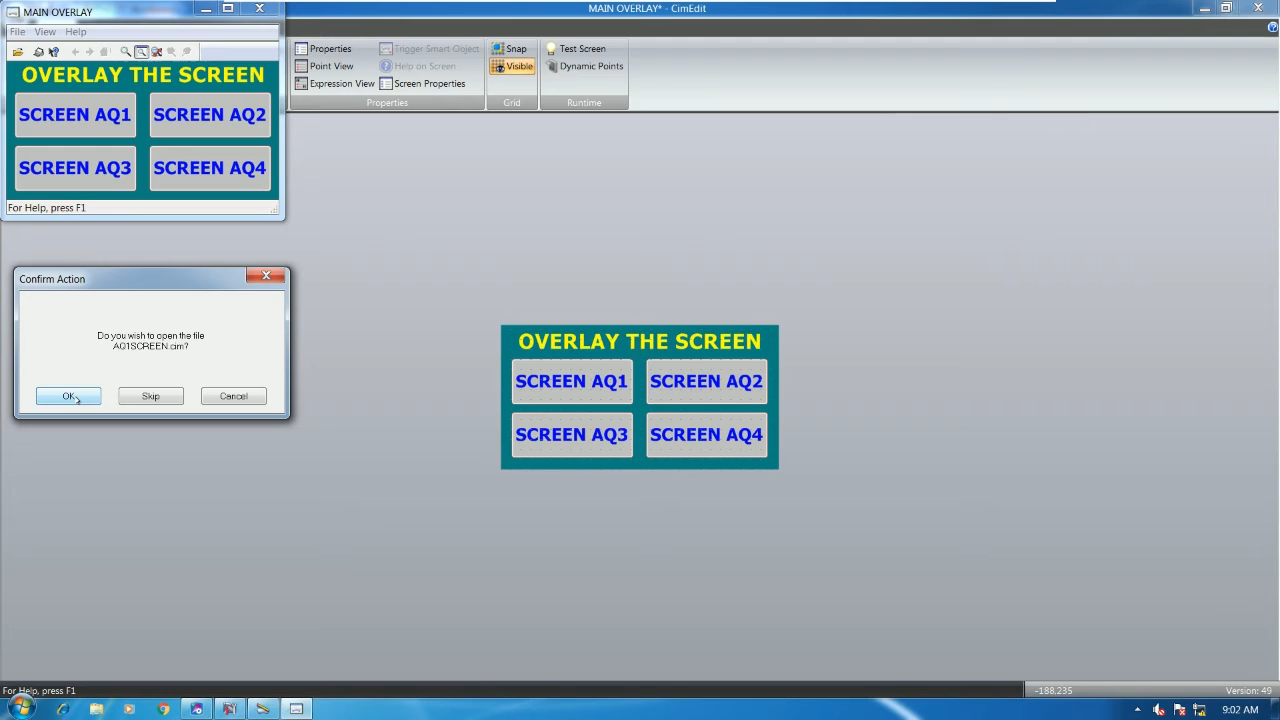 MAIN OVERLAY
MAIN OVERLAY* - CimEdit
File View Help
OVERLAY THE SCREEN
SCREEN AQ1 SCREEN AQ2
SCREEN AQ3 SCREEN AQ4
For Help, press F1
Properties Trigger Smart Object Snap Test Screen
Point View Help on Screen Visible Dynamic Points
Expression View Screen Properties
Properties Grid Runtime
Confirm Action
Do you wish to open the file
AQ1SCREEN.cim?
OK Skip Cancel
OVERLAY THE SCREEN
SCREEN AQ1 SCREEN AQ2
SCREEN AQ3 SCREEN AQ4
For Help, press F1 -188,235 Version: 49
9:02 AM